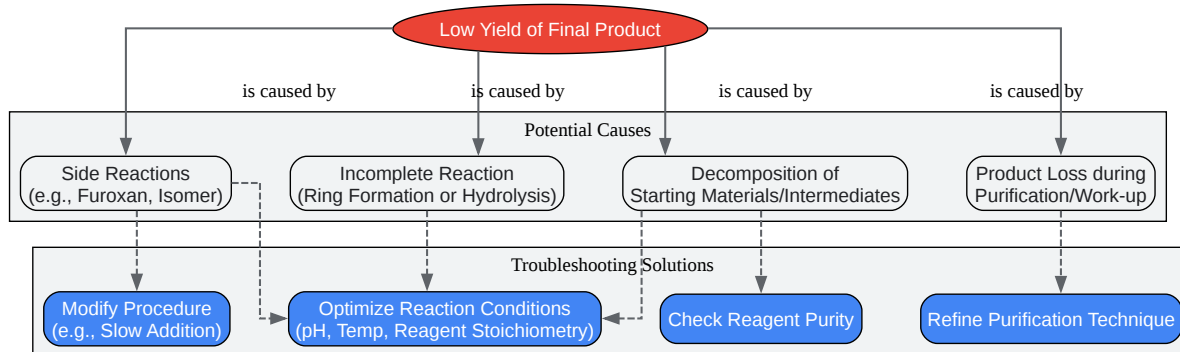 Low Yield of Final Product
is caused by
is caused by
is caused by
is caused by
Potential Causes
Side Reactions
(e.g., Furoxan, Isomer)
Incomplete Reaction
(Ring Formation or Hydrolysis)
Decomposition of
Starting Materials/Intermediates
Product Loss during
Purification/Work-up
Troubleshooting Solutions
Modify Procedure
(e.g., Slow Addition)
Optimize Reaction Conditions
(pH, Temp, Reagent Stoichiometry)
Check Reagent Purity
Refine Purification Technique